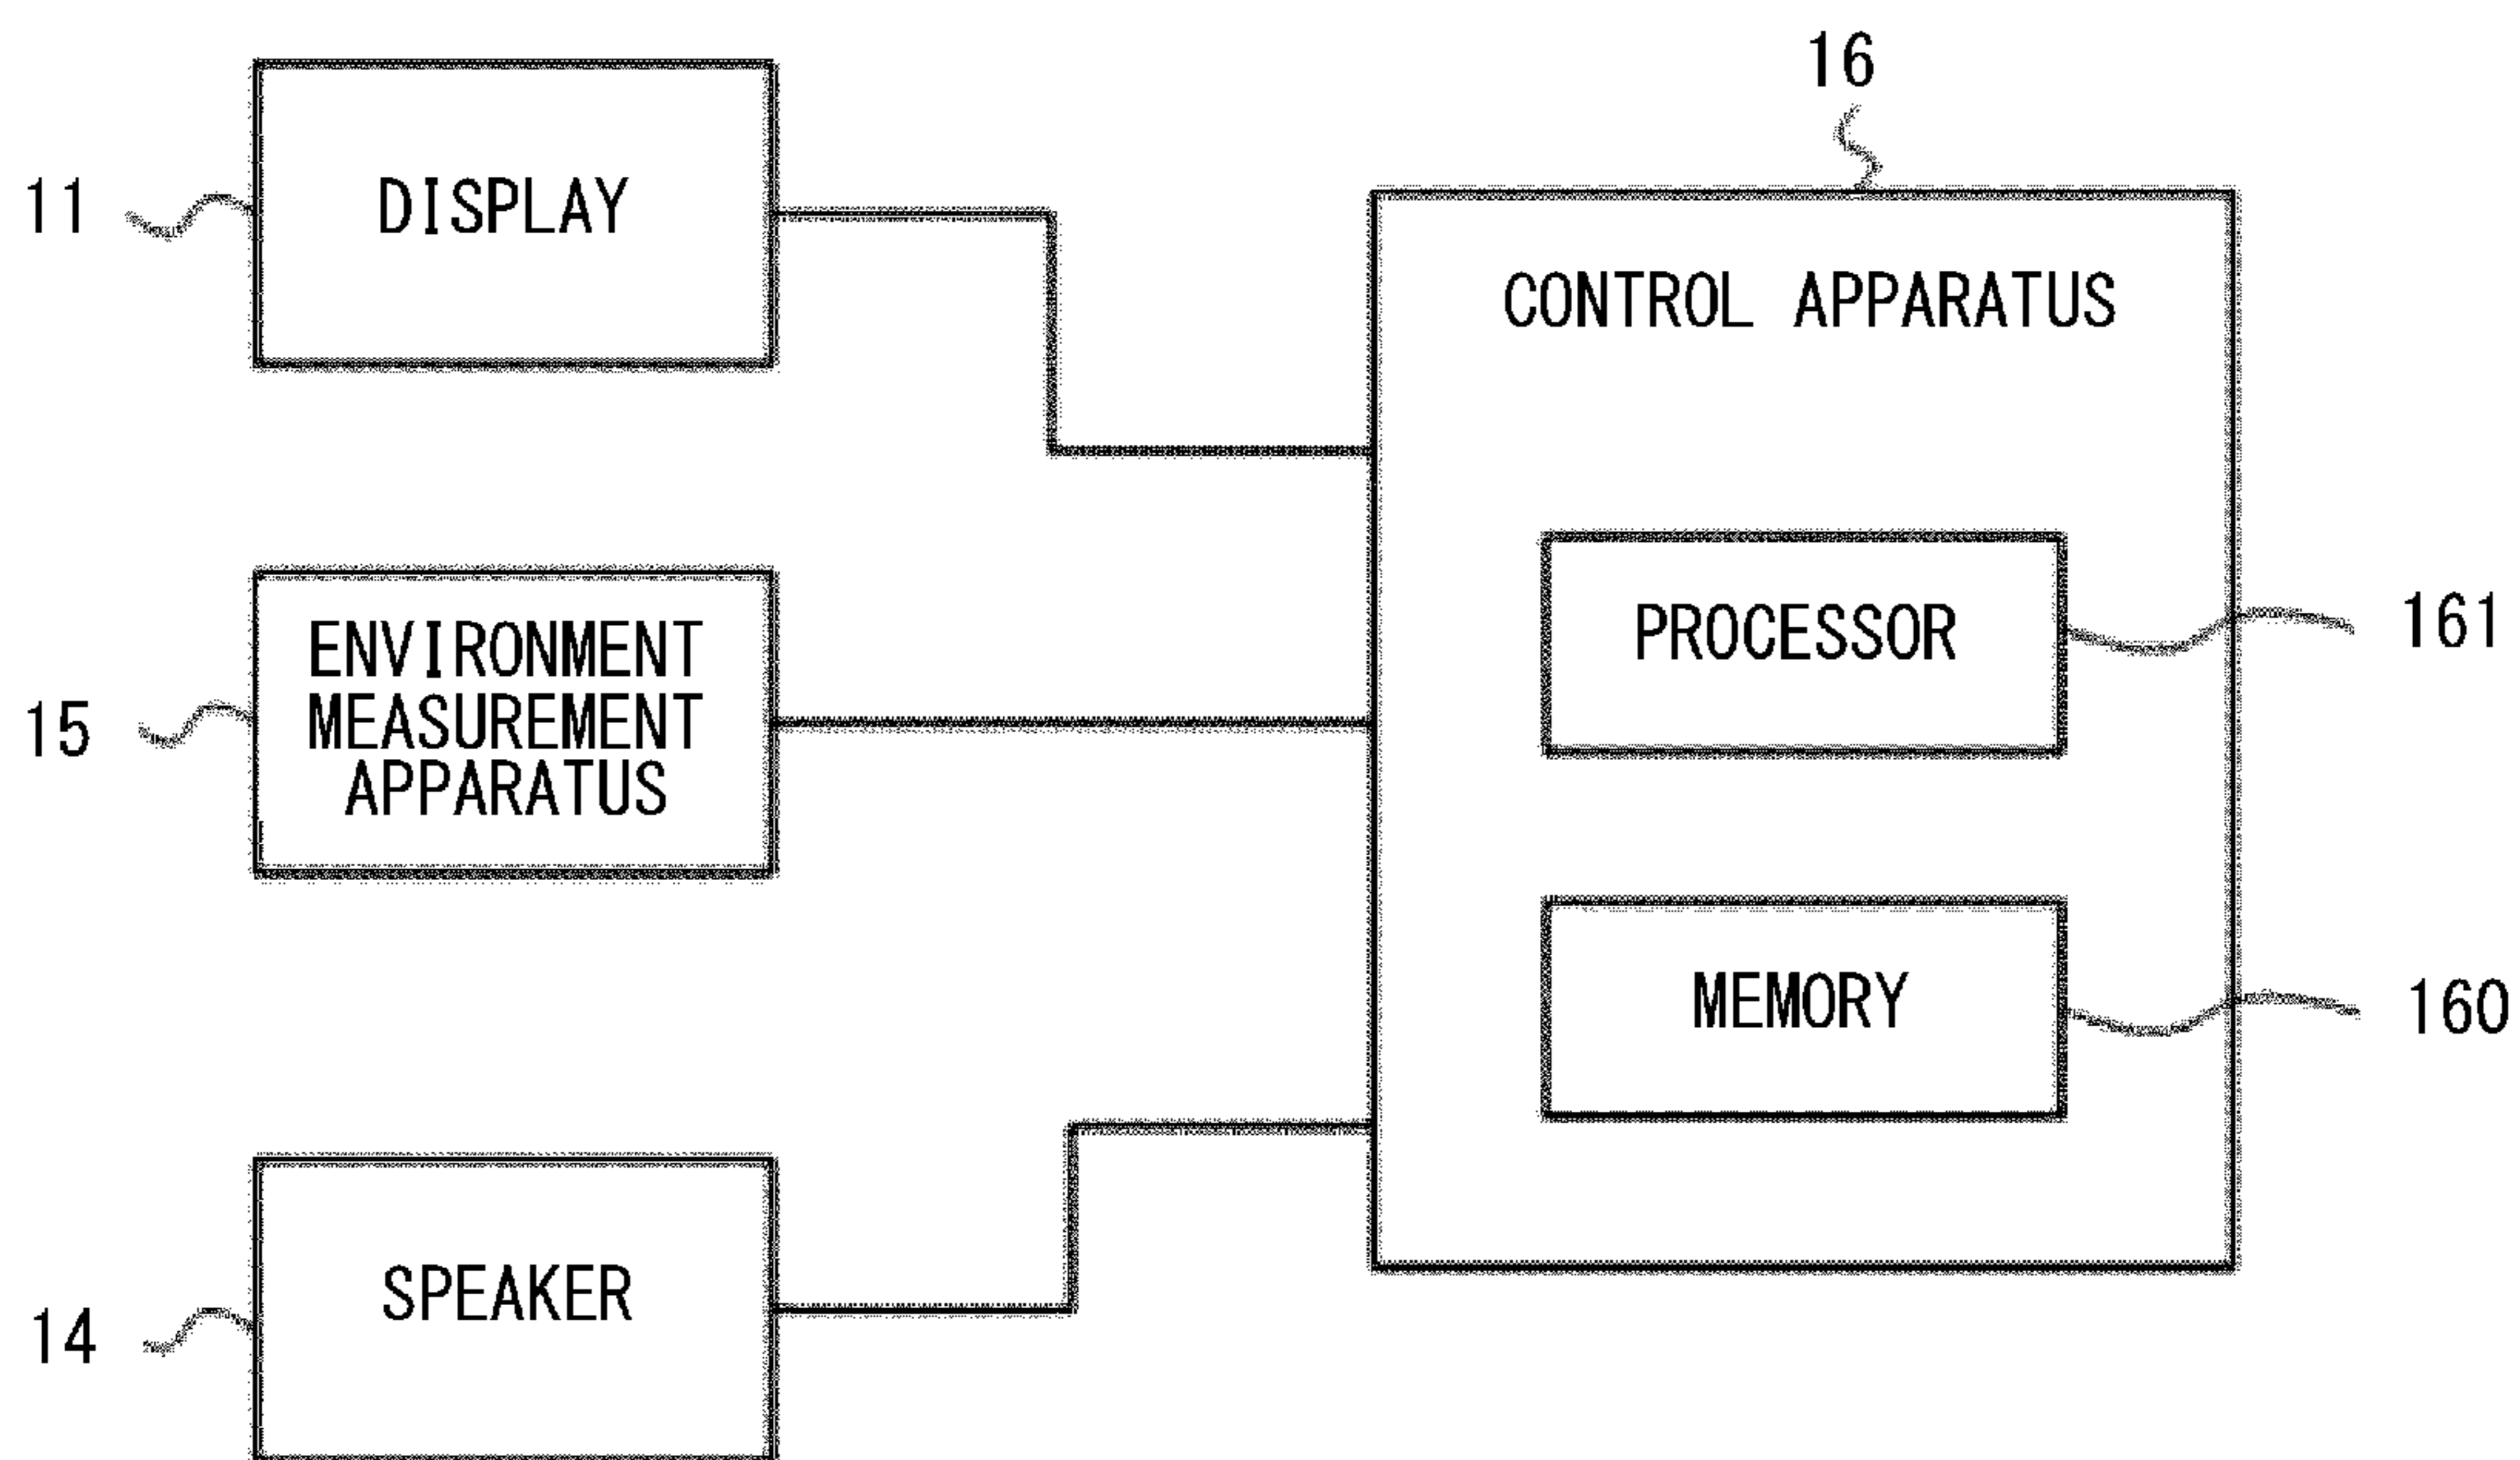 16
11
DISPLAY
CONTROL APPARATUS
ENVIRONMENT
MEASUREMENT
APPARATUS
15
PROCESSOR
161
MEMORY
160
SPEAKER
14